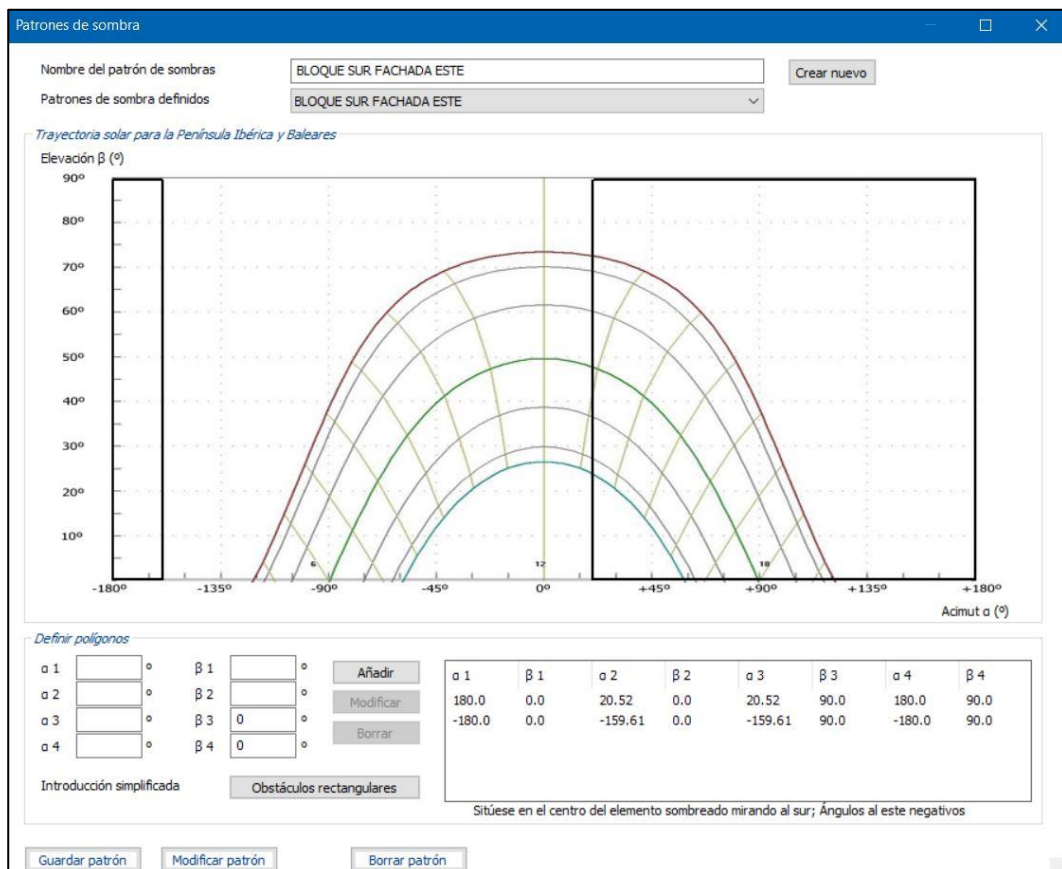 Patrones de sombra
Nombre del patrón de sombras BLOQUE SUR FACHADA ESTE Crear nuevo
Patrones de sombra definidos BLOQUE SUR FACHADA ESTE
Trayectoria solar para la Península Ibérica y Baleares
Elevación β (º)
90º
80º
70º
60º
50º
40º
30º
20º
10º
6 12 18
-180º -135º -90º -45º 0º +45º +90º +135º +180º
Acimut α (º)
Definir polígonos
α 1 º β 1 º Añadir
α 2 º β 2 º Modificar
α 3 º β 3 0 º Borrar
α 4 º β 4 0 º
α 1 β 1 α 2 β 2 α 3 β 3 α 4 β 4
180.0 0.0 20.52 0.0 20.52 90.0 180.0 90.0
-180.0 0.0 -159.61 0.0 -159.61 90.0 -180.0 90.0
Introducción simplificada Obstáculos rectangulares
Sitúese en el centro del elemento sombreado mirando al sur; Ángulos al este negativos
Guardar patrón Modificar patrón Borrar patrón